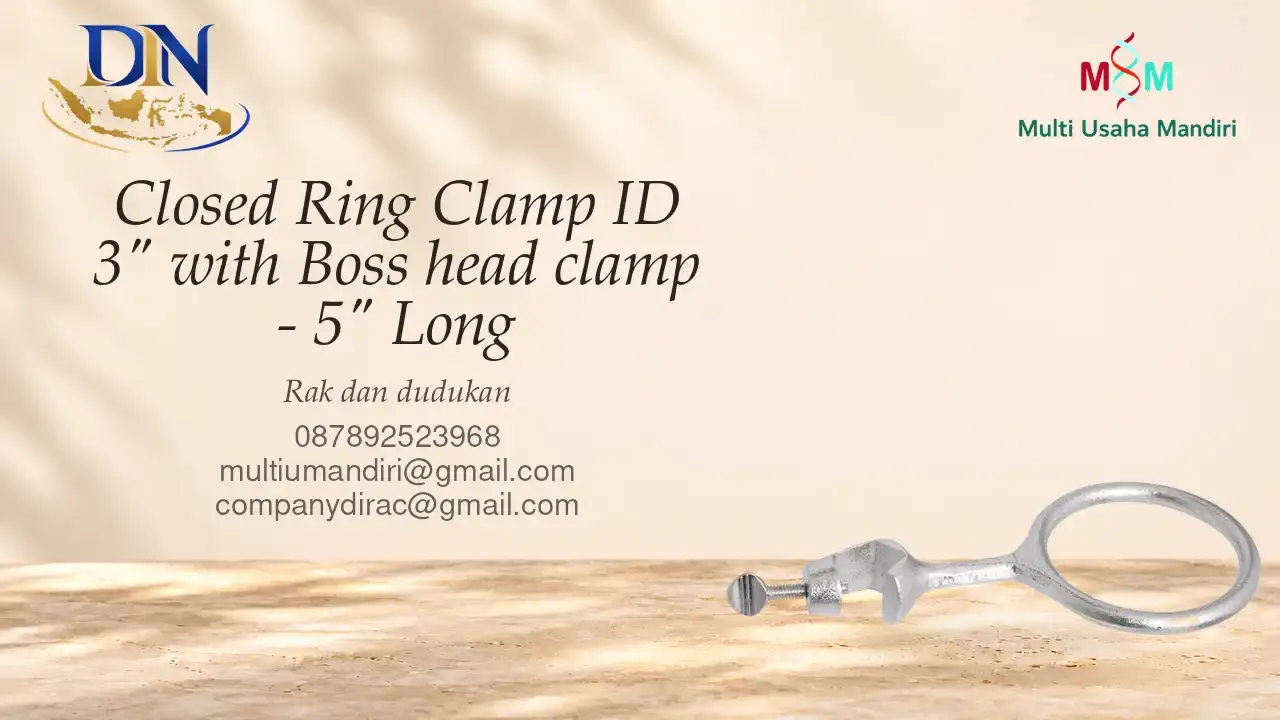 DN
M M
Multi Usaha Mandiri
Closed Ring Clamp ID
3" with Boss head clamp
- 5" Long
Rak dan dudukan
087892523968
multiumandiri@gmail.com
companydirac@gmail.com